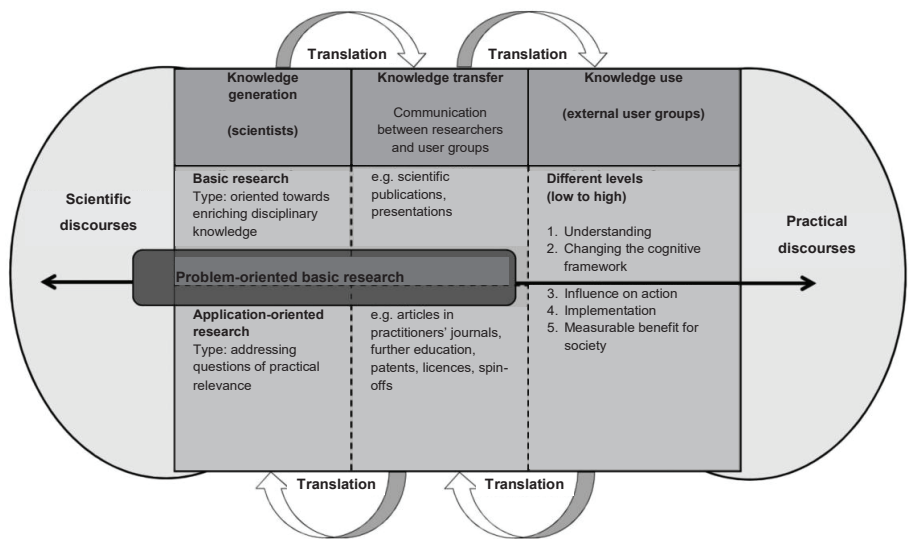 Translation
Translation
Knowledge
generation
(scientists)
Knowledge transfer
Communication
between researchers
and user groups
Knowledge use
(external user groups)
Scientific
discourses
Basic research
Type: oriented towards
enriching disciplinary
knowledge
e.g. scientific
publications,
presentations
Different levels
(low to high)
1. Understanding
2. Changing the cognitive
framework
3. Influence on action
4. Implementation
5. Measurable benefit for
society
Practical
discourses
Problem-oriented basic research
Application-oriented
research
Type: addressing
questions of practical
relevance
e.g. articles in
practitioners’ journals,
further education,
patents, licences, spin-
offs
Translation
Translation